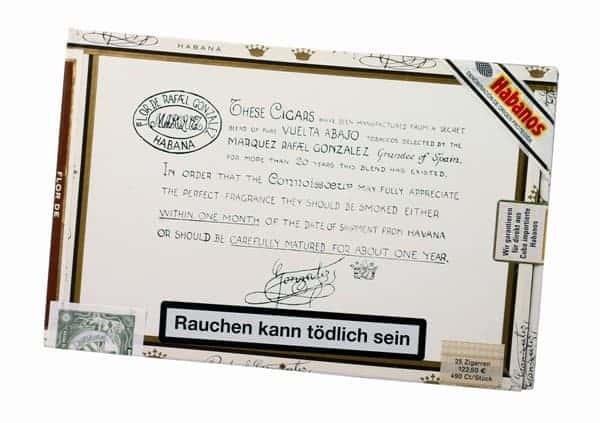 HABANA
Habanos
DENOMINACION DE ORIGEN PROTEGIDA
FLOR DE RAFAEL GONZALEZ
MARQUEZ
HABANA
THESE CIGARS HAVE BEEN MANUFACTURED FROM A SECRET
BLEND OF PURE VUELTA ABAJO TOBACCOS SELECTED BY THE
MARQUEZ RAFAEL GONZALEZ Grandee of Spain.
FOR MORE THAN 20 YEARS THIS BLEND HAS EXISTED.
IN ORDER THAT THE Connoisseur MAY FULLY APPRECIATE
THE PERFECT FRAGRANCE THEY SHOULD BE SMOKED EITHER
WITHIN ONE MONTH OF THE DATE OF SHIPMENT FROM HAVANA
OR SHOULD BE CAREFULLY MATURED FOR ABOUT ONE YEAR.
Gonzalez
FLOR DE
Wir garantieren
für direkt aus
Cuba importierte
Habanos
Rauchen kann tödlich sein
25 Zigarren
122,50 €
490 Ct/Stück